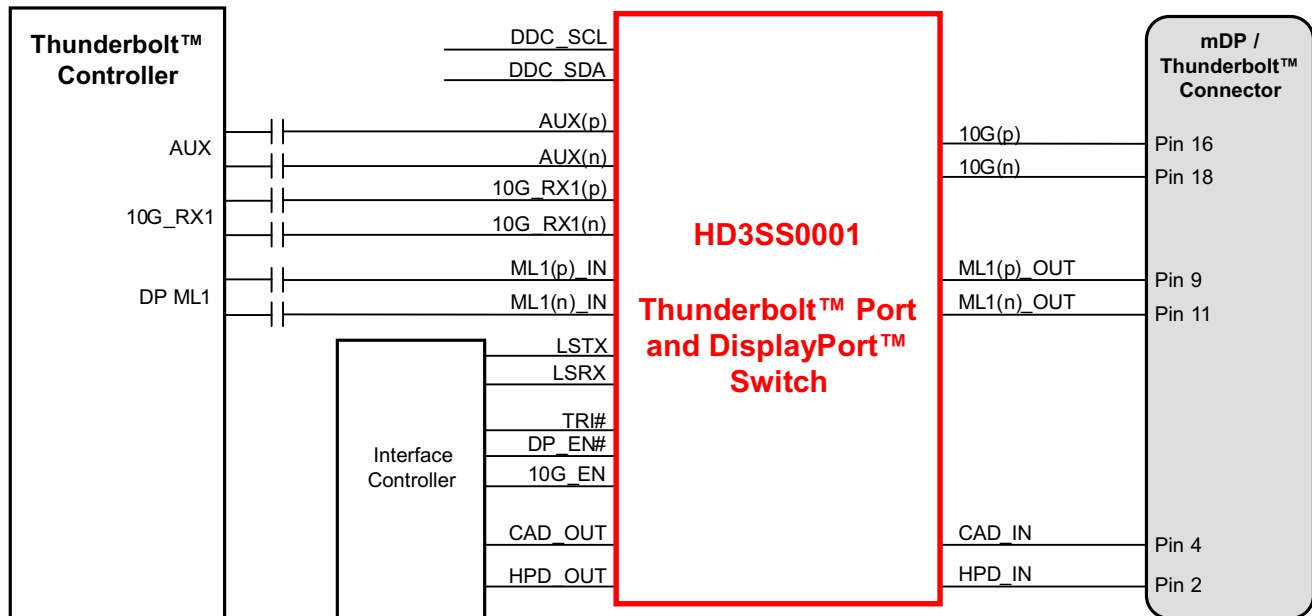 Thunderbolt™
Controller
AUX
10G_RX1
DP ML1
DDC_SCL
DDC_SDA
AUX(p)
AUX(n)
10G_RX1(p)
10G_RX1(n)
ML1(p)_IN
ML1(n)_IN
LSTX
LSRX
TRI#
DP_EN#
10G_EN
CAD_OUT
HPD_OUT
Interface
Controller
HD3SS0001
Thunderbolt™ Port
and DisplayPort™
Switch
10G(p)
10G(n)
ML1(p)_OUT
ML1(n)_OUT
CAD_IN
HPD_IN
mDP /
Thunderbolt™
Connector
Pin 16
Pin 18
Pin 9
Pin 11
Pin 4
Pin 2